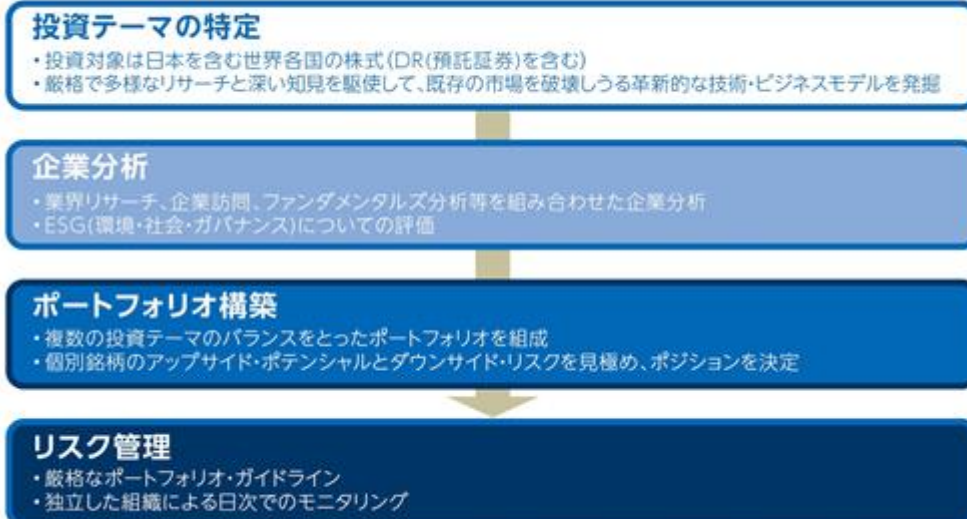 投資テーマの特定
・投資対象は日本を含む世界各国の株式(DR(預託証券)を含む)
・厳格で多様なリサーチと深い知見を駆使して、既存の市場を破壊しうる革新的な技術・ビジネスモデルを発掘
企業分析
・業界リサーチ、企業訪問、ファンダメンタルズ分析等を組み合わせた企業分析
・ESG(環境・社会・ガバナンス)についての評価
ポートフォリオ構築
・複数の投資テーマのバランスをとったポートフォリオを組成
・個別銘柄のアップサイド・ポテンシャルとダウンサイド・リスクを見極め、ポジションを決定
リスク管理
・厳格なポートフォリオ・ガイドライン
・独立した組織による日次でのモニタリング